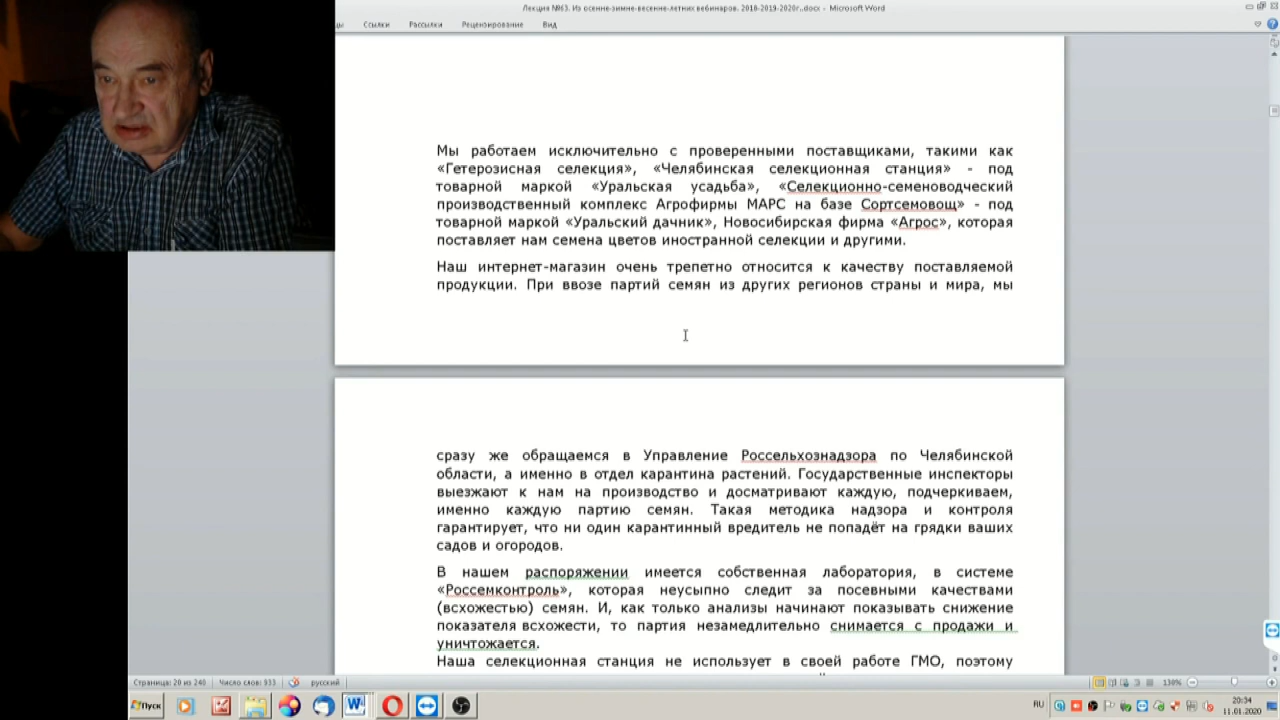 Лекция №63. Из осенне-зимне-весенне-летних вебинаров. 2018-2019-2020г..docx - Microsoft Word
Ссылки Рассылки Рецензирование Вид
Мы работаем исключительно с проверенными поставщиками, такими как
«Гетерозисная селекция», «Челябинская селекционная станция» - под
товарной маркой «Уральская усадьба», «Селекционно-семеноводческий
производственный комплекс Агрофирмы МАРС на базе Сортсемовощ» - под
товарной маркой «Уральский дачник», Новосибирская фирма «Агрос», которая
поставляет нам семена цветов иностранной селекции и другими.
Наш интернет-магазин очень трепетно относится к качеству поставляемой
продукции. При ввозе партий семян из других регионов страны и мира, мы
сразу же обращаемся в Управление Россельхознадзора по Челябинской
области, а именно в отдел карантина растений. Государственные инспекторы
выезжают к нам на производство и досматривают каждую, подчеркиваем,
именно каждую партию семян. Такая методика надзора и контроля
гарантирует, что ни один карантинный вредитель не попадёт на грядки ваших
садов и огородов.
В нашем распоряжении имеется собственная лаборатория, в системе
«Россемконтроль», которая неусыпно следит за посевными качествами
(всхожестью) семян. И, как только анализы начинают показывать снижение
показателя всхожести, то партия незамедлительно снимается с продажи и
уничтожается.
Наша селекционная станция не использует в своей работе ГМО, поэтому
Страница: 20 из 240 Число слов: 933 русский 130%
Пуск RU 20:34
11.01.2020